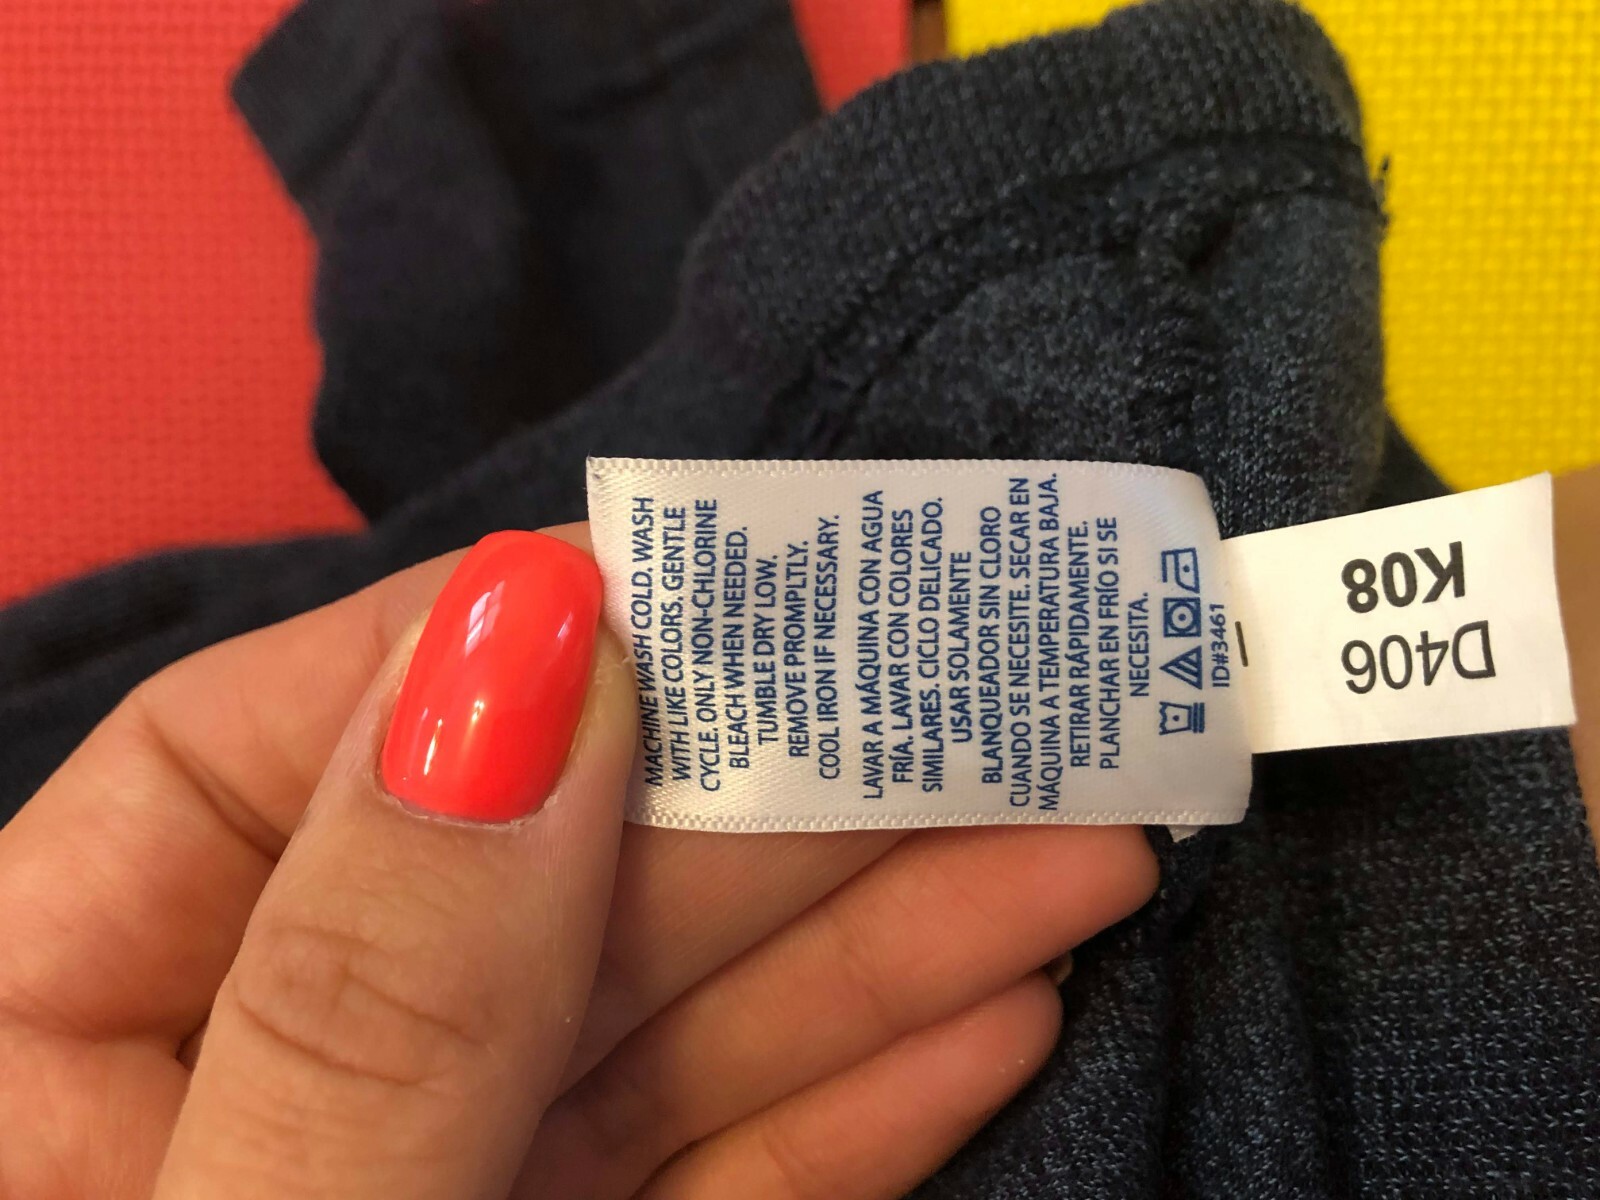 MACHINE WASH COLD. WASH
WITH LIKE COLORS. GENTLE
CYCLE. ONLY NON-CHLORINE
BLEACH WHEN NEEDED.
TUMBLE DRY LOW.
REMOVE PROMPLTLY.
COOL IRON IF NECESSARY.
LAVAR A MÁQUINA CON AGUA
FRÍA. LAVAR CON COLORES
SIMILARES. CICLO DELICADO.
USAR SOLAMENTE
BLANQUEADOR SIN CLORO
CUANDO SE NECESITE. SECAR EN
MÁQUINA A TEMPERATURA BAJA.
RETIRAR RÁPIDAMENTE.
PLANCHAR EN FRÍO SI SE
NECESITA.
ID#3461
D406
K08